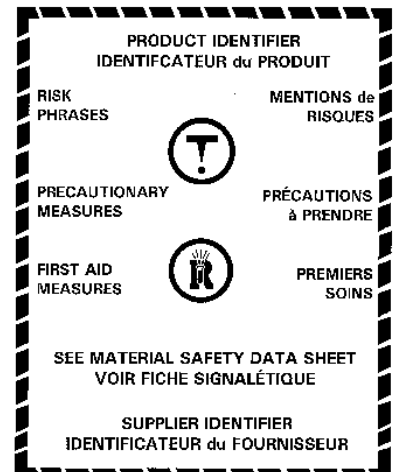 PRODUCT IDENTIFIER
IDENTIFCATEUR du PRODUIT
RISK
PHRASES
MENTIONS de
RISQUES
PRECAUTIONARY
MEASURES
PRÉCAUTIONS
à PRENDRE
FIRST AID
MEASURES
R
PREMIERS
SOINS
SEE MATERIAL SAFETY DATA SHEET
VOIR FICHE SIGNALÉTIQUE
SUPPLIER IDENTIFIER
IDENTIFICATEUR du FOURNISSEUR